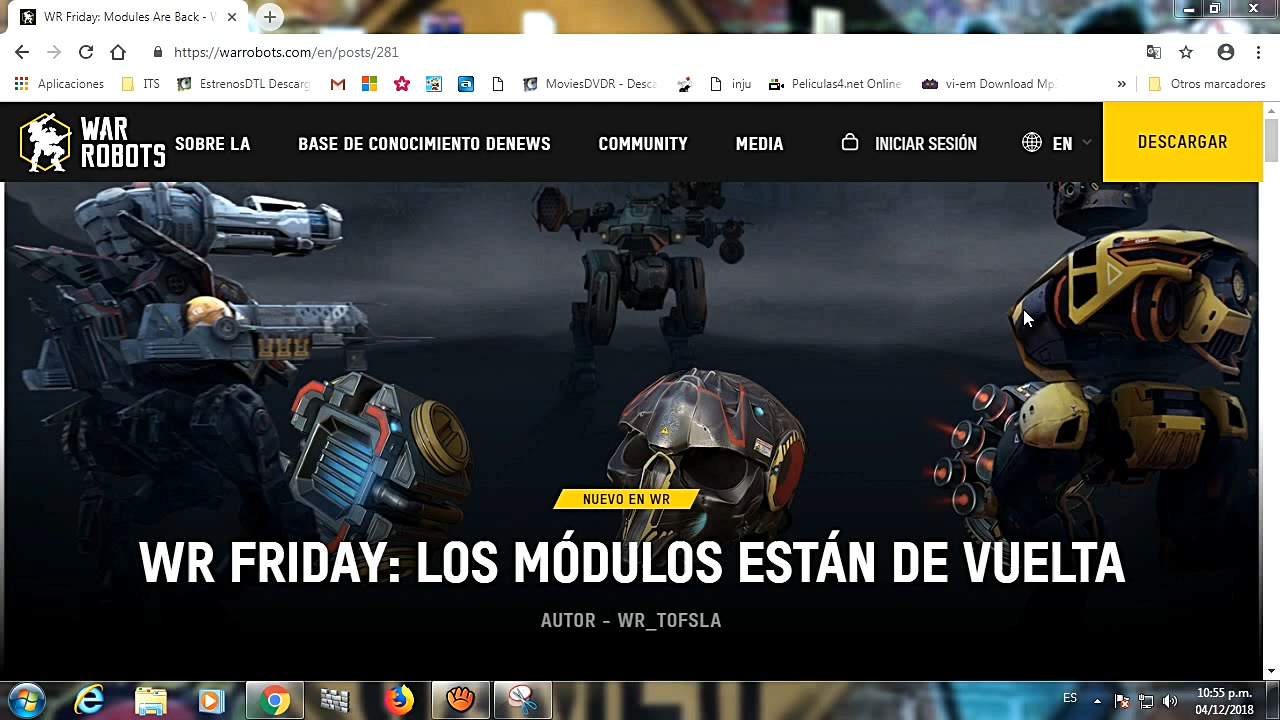 WR Friday: Modules Are Back - W
https://warrobots.com/en/posts/281
Aplicaciones
ITS
EstrenosDTL Descarg
MoviesDVDR - Desca
inju
Peliculas4.net Online
vi-em Download Mp
»
Otros marcadores
WAR
ROBOTS
SOBRE LA
BASE DE CONOCIMIENTO DENEWS
COMMUNITY
MEDIA
INICIAR SESIÓN
EN
DESCARGAR
NUEVO EN WR
WR FRIDAY: LOS MÓDULOS ESTÁN DE VUELTA
AUTOR - WR_TOFSLA
ES
10:55 p.m.
04/12/2018